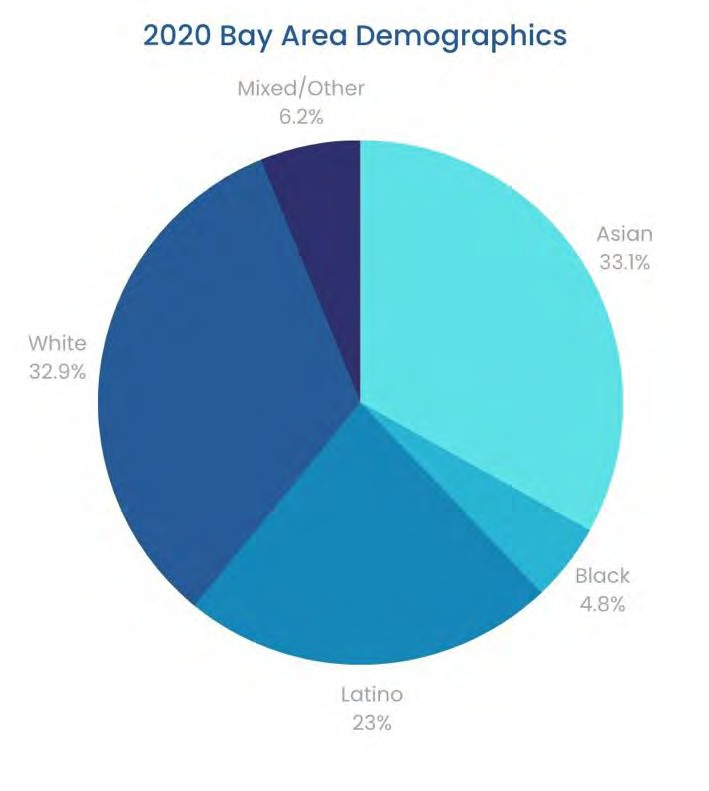 2020 Bay Area Demographics
Mixed/Other
6.2%
Asian
33.1%
White
32.9%
Black
4.8%
Latino
23%